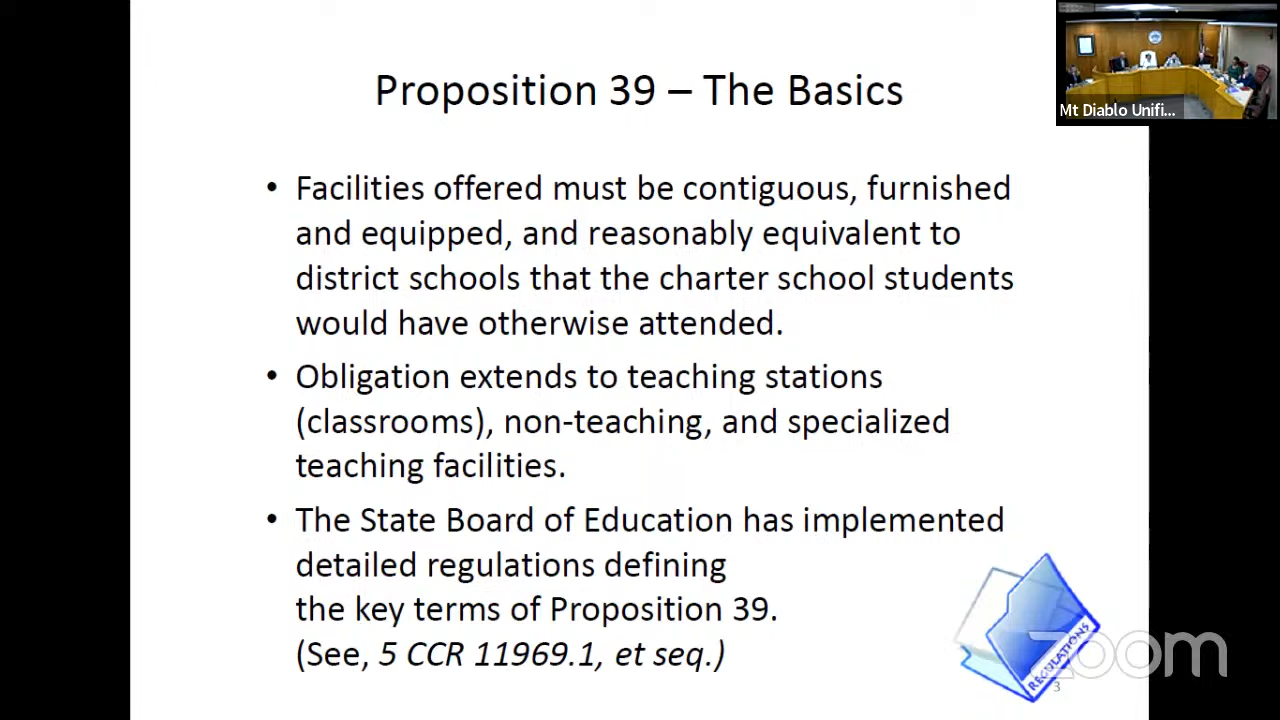 Proposition 39 – The Basics
Mt Diablo Unifi...
• Facilities offered must be contiguous, furnished
and equipped, and reasonably equivalent to
district schools that the charter school students
would have otherwise attended.
• Obligation extends to teaching stations
(classrooms), non-teaching, and specialized
teaching facilities.
• The State Board of Education has implemented
detailed regulations defining
the key terms of Proposition 39.
(See, 5 CCR 11969.1, et seq.)
REGULATIONS
zoom
3